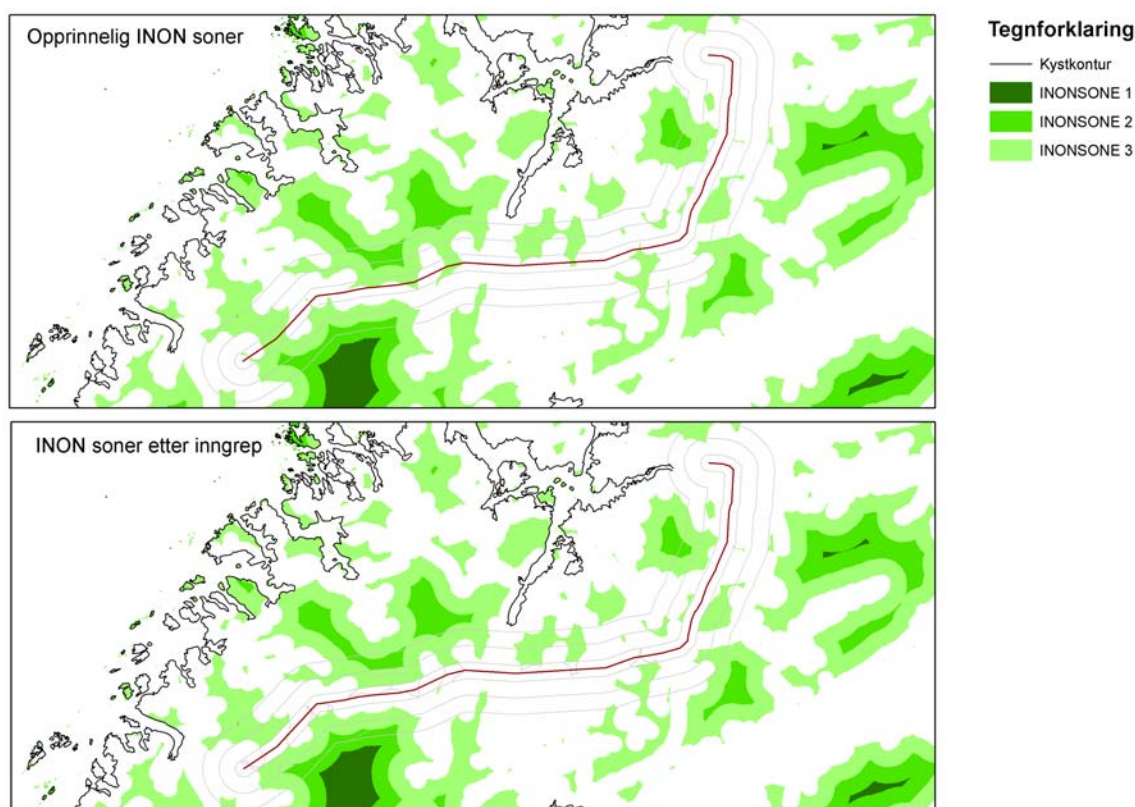 Opprinnelig INON soner
Tegnforklaring
Kystkontur
INONSONE 1
INONSONE 2
INONSONE 3
INON soner etter inngrep